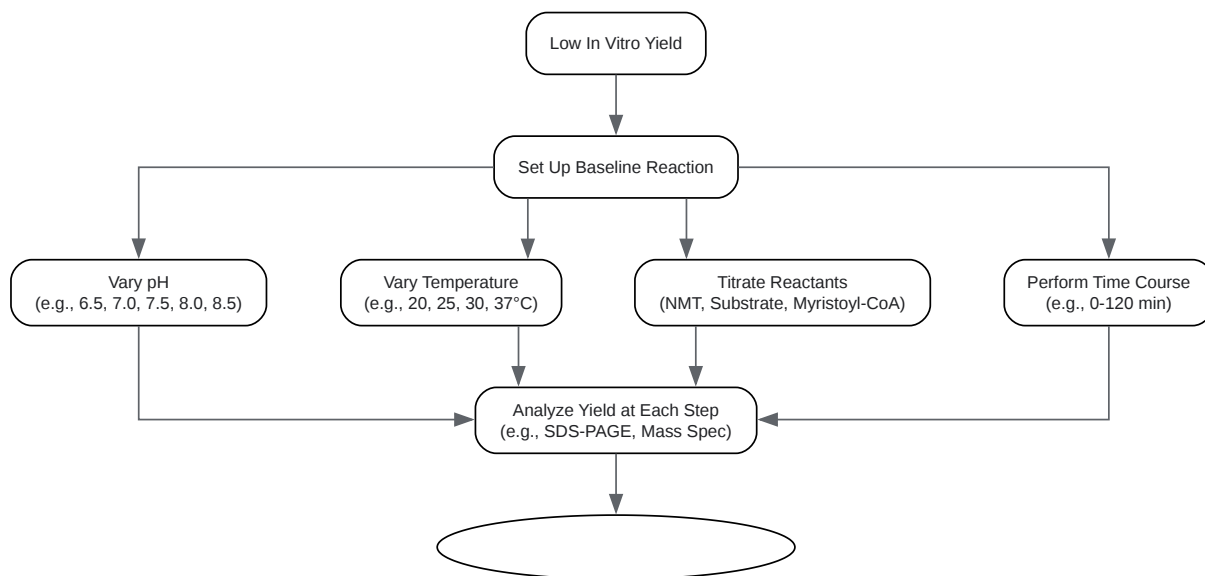 Low In Vitro Yield
Set Up Baseline Reaction
Vary pH
(e.g., 6.5, 7.0, 7.5, 8.0, 8.5)
Vary Temperature
(e.g., 20, 25, 30, 37°C)
Titrate Reactants
(NMT, Substrate, Myristoyl-CoA)
Perform Time Course
(e.g., 0-120 min)
Analyze Yield at Each Step
(e.g., SDS-PAGE, Mass Spec)